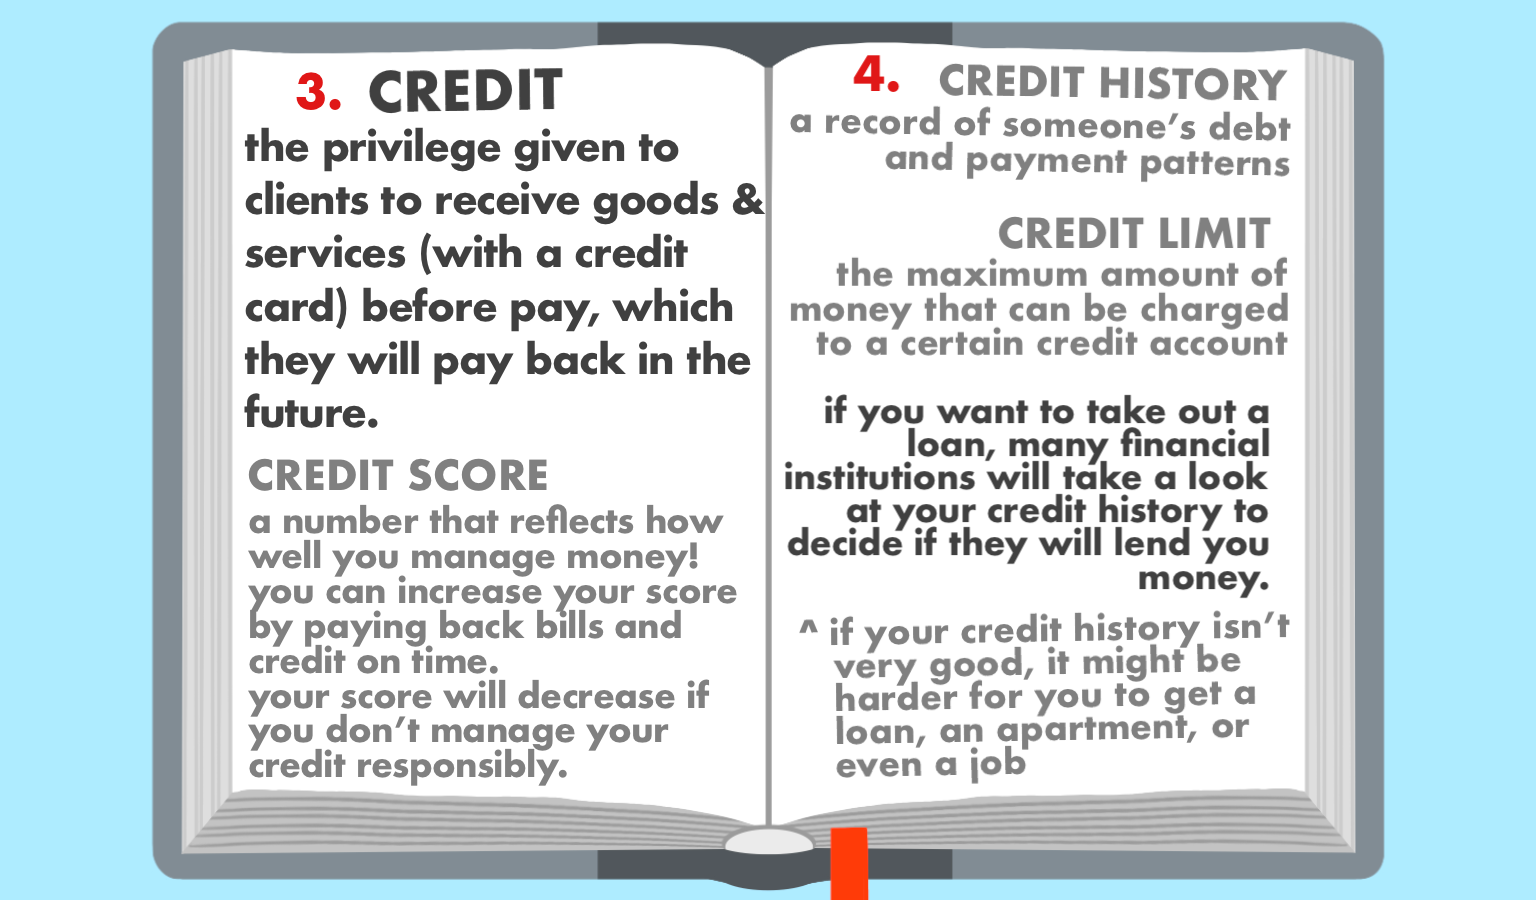 3. CREDIT
the privilege given to
clients to receive goods &
services (with a credit
card) before pay, which
they will pay back in the
future.
CREDIT SCORE
a number that reflects how
well you manage money!
you can increase your score
by paying back bills and
credit on time.
your score will decrease if
you don’t manage your
credit responsibly.
4. CREDIT HISTORY
a record of someone’s debt
and payment patterns
CREDIT LIMIT
the maximum amount of
money that can be charged
to a certain credit account
if you want to take out a
loan, many financial
institutions will take a look
at your credit history to
decide if they will lend you
money.
^ if your credit history isn’t
very good, it might be
harder for you to get a
loan, an apartment, or
even a job